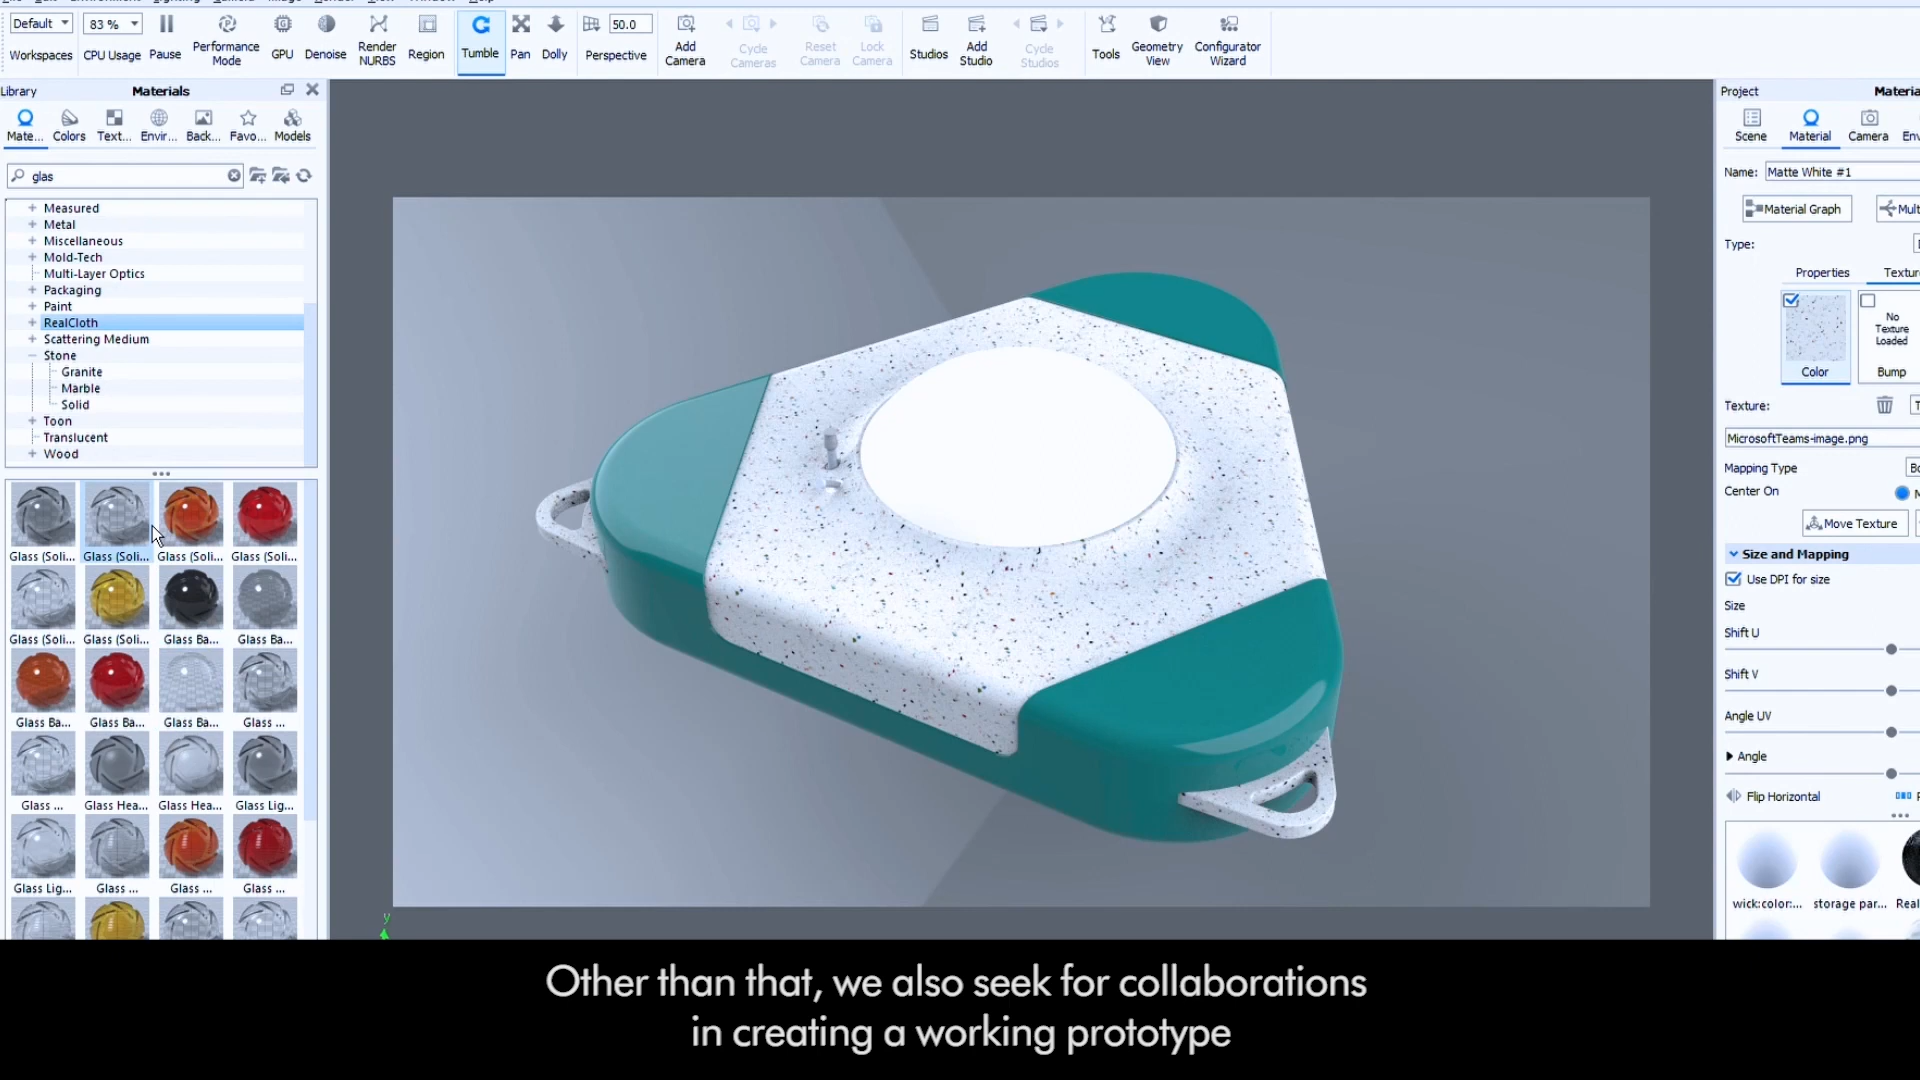 Default
83 %
50.0
Workspaces
CPU Usage
Pause
Performance
Mode
GPU
Denoise
Render
NURBS
Region
Tumble
Pan
Dolly
Perspective
Add
Camera
Cycle
Cameras
Reset
Camera
Lock
Camera
Studios
Add
Studio
Cycle
Studios
Tools
Geometry
View
Configurator
Wizard
Library
Materials
Mate...
Colors
Text...
Envir...
Back...
Favo...
Models
glas
Measured
Metal
Miscellaneous
Mold-Tech
Multi-Layer Optics
Packaging
Paint
RealCloth
Scattering Medium
Stone
Granite
Marble
Solid
Toon
Translucent
Wood
Glass (Soli... Glass (Soli... Glass (Soli... Glass (Soli...
Glass (Soli... Glass (Soli... Glass Ba... Glass Ba...
Glass Ba... Glass Ba... Glass Ba... Glass ...
Glass ... Glass Hea... Glass Hea... Glass Lig...
Glass Lig... Glass ... Glass ... Glass ...
y
Project
Materia
Scene
Material
Camera
Env
Name: Matte White #1
Material Graph
Mult
Type:
Properties
Texture
No
Texture
Loaded
Color
Bump
Texture:
T
MicrosoftTeams-image.png
Mapping Type
Bo
Center On
M
Move Texture
Size and Mapping
Use DPI for size
Size
Shift U
Shift V
Angle UV
Angle
Flip Horizontal
wick:color:... storage par... Real
Other than that, we also seek for collaborations
in creating a working prototype